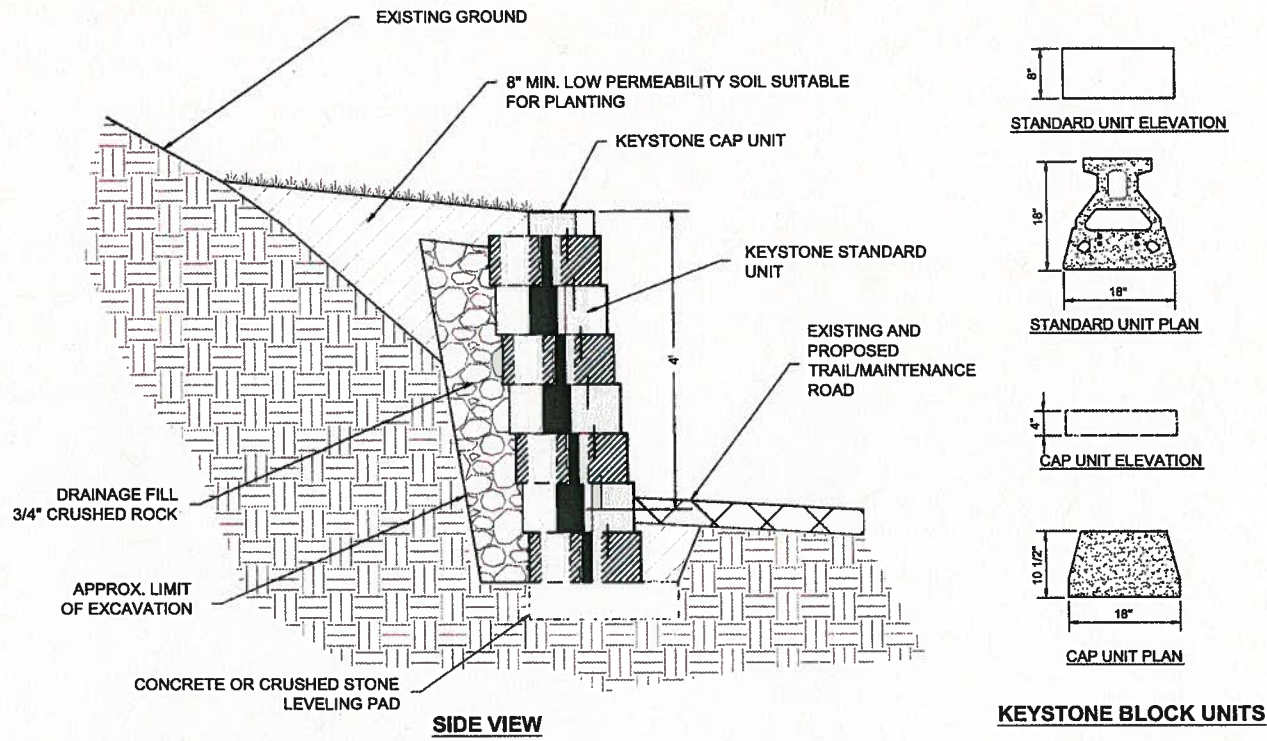 EXISTING GROUND
8" MIN. LOW PERMEABILITY SOIL SUITABLE
FOR PLANTING
KEYSTONE CAP UNIT
KEYSTONE STANDARD
UNIT
EXISTING AND
PROPOSED
TRAIL/MAINTENANCE
ROAD
4'
DRAINAGE FILL
3/4" CRUSHED ROCK
APPROX. LIMIT
OF EXCAVATION
CONCRETE OR CRUSHED STONE
LEVELING PAD
SIDE VIEW
8"
STANDARD UNIT ELEVATION
18"
18"
STANDARD UNIT PLAN
4"
CAP UNIT ELEVATION
10 1/2"
18"
CAP UNIT PLAN
KEYSTONE BLOCK UNITS